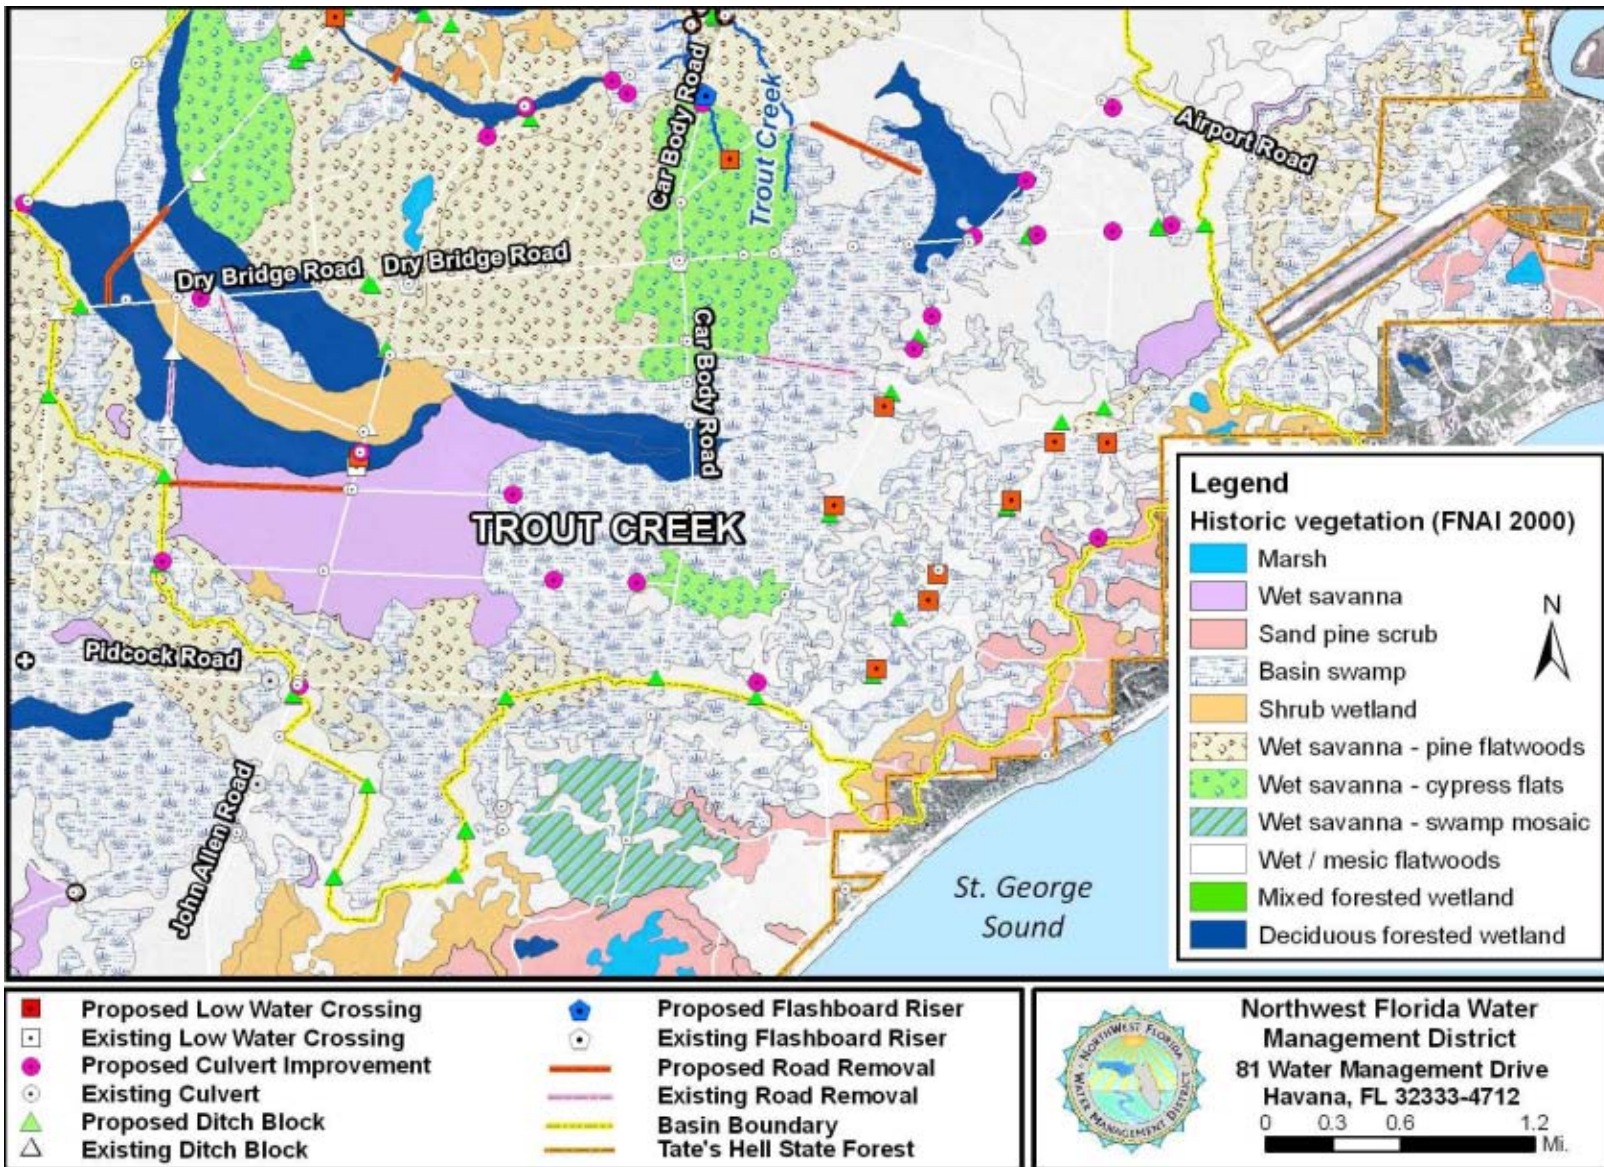 Car Body Road
Trout Creek
Airport Road
Dry Bridge Road
Dry Bridge Road
Car Body Road
TROUT CREEK
Pidcock Road
John Allen Road
St. George
Sound
Legend
Historic vegetation (FNAI 2000)
Marsh
Wet savanna
Sand pine scrub
Basin swamp
Shrub wetland
Wet savanna - pine flatwoods
Wet savanna - cypress flats
Wet savanna - swamp mosaic
Wet / mesic flatwoods
Mixed forested wetland
Deciduous forested wetland
N
Proposed Low Water Crossing
Existing Low Water Crossing
Proposed Culvert Improvement
Existing Culvert
Proposed Ditch Block
Existing Ditch Block
Proposed Flashboard Riser
Existing Flashboard Riser
Proposed Road Removal
Existing Road Removal
Basin Boundary
Tate's Hell State Forest
NORTHWEST FLORIDA
WATER MANAGEMENT DISTRICT
Northwest Florida Water
Management District
81 Water Management Drive
Havana, FL 32333-4712
0 0.3 0.6 1.2
Mi.